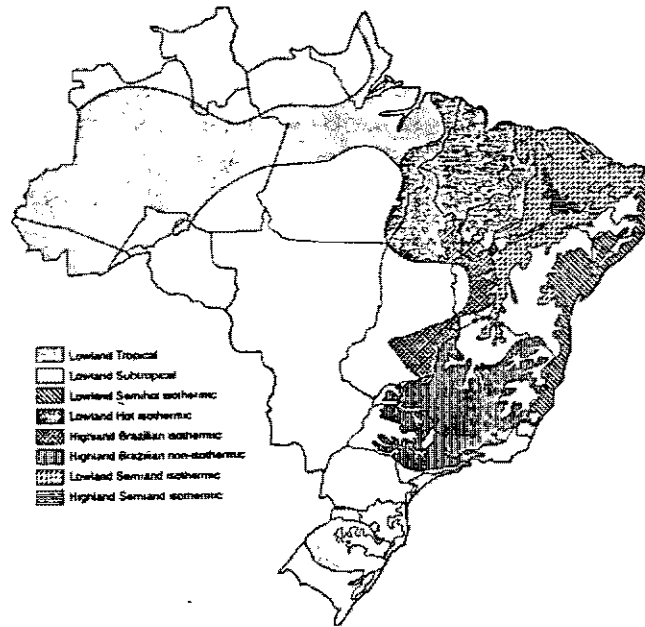 Lowland Tropical
Lowland Subtropical
Lowland Semihot isothermic
Lowland Hot isothermic
Highland Brazilian isothermic
Highland Brazilian non-isothermic
Lowland Semiarid isothermic
Highland Semiarid isothermic